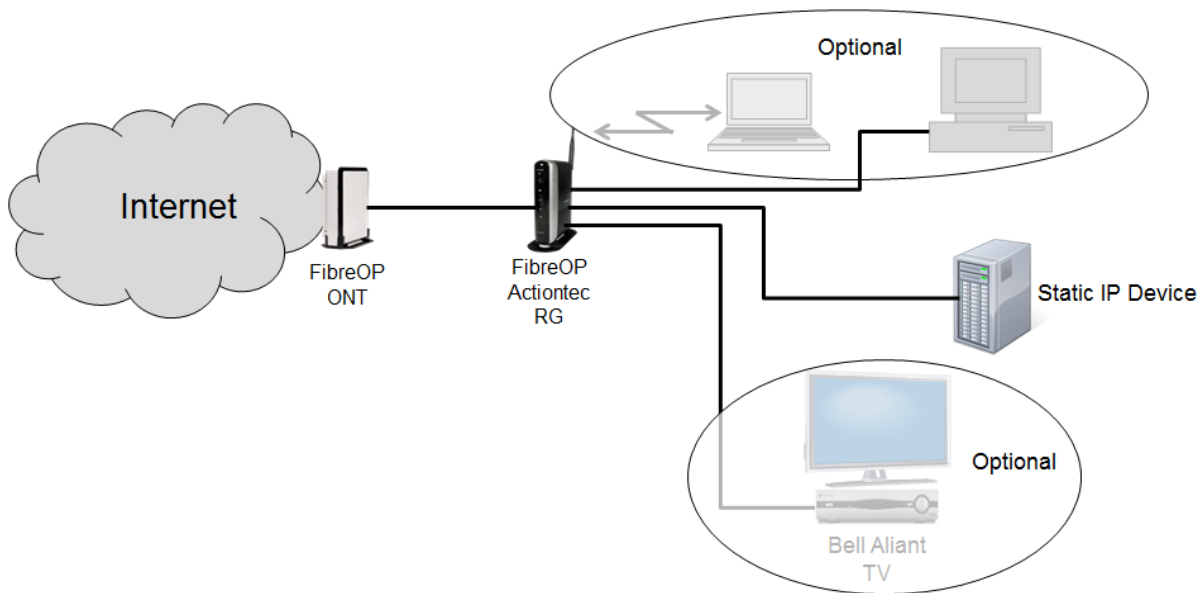 Optional
Internet
FibreOP
ONT
FibreOP
Actiontec
RG
Static IP Device
Optional
Bell Aliant
TV